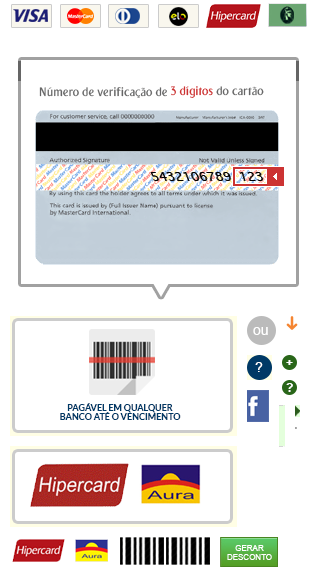 VISA MasterCard elo Hipercard
Número de verificação de 3 dígitos do cartão
For customer service, call 0000000000
Authorized Signature Not Valid Unless Signed
5432106789 123
By using this card the holder agrees to all terms under which it was issued.
This card is issued by (Full Issuer Name) pursuant to license
by MasterCard International.
ou
?
+
f
?
PAGÁVEL EM QUALQUER
BANCO ATÉ O VENCIMENTO
Hipercard Aura
Hipercard Aura GERAR
DESCONTO